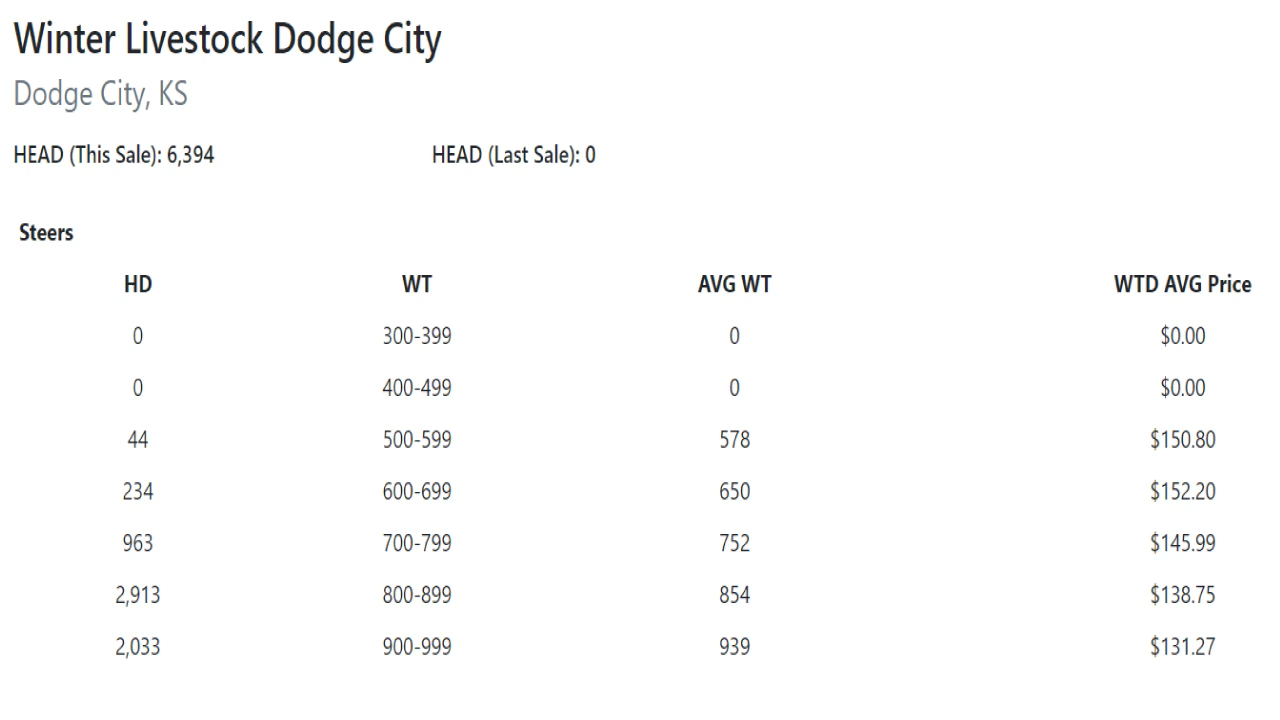 Winter Livestock Dodge City
Dodge City, KS
HEAD (This Sale): 6,394 HEAD (Last Sale): 0
Steers
HD WT AVG WT WTD AVG Price
0 300-399 0 $0.00
0 400-499 0 $0.00
44 500-599 578 $150.80
234 600-699 650 $152.20
963 700-799 752 $145.99
2,913 800-899 854 $138.75
2,033 900-999 939 $131.27